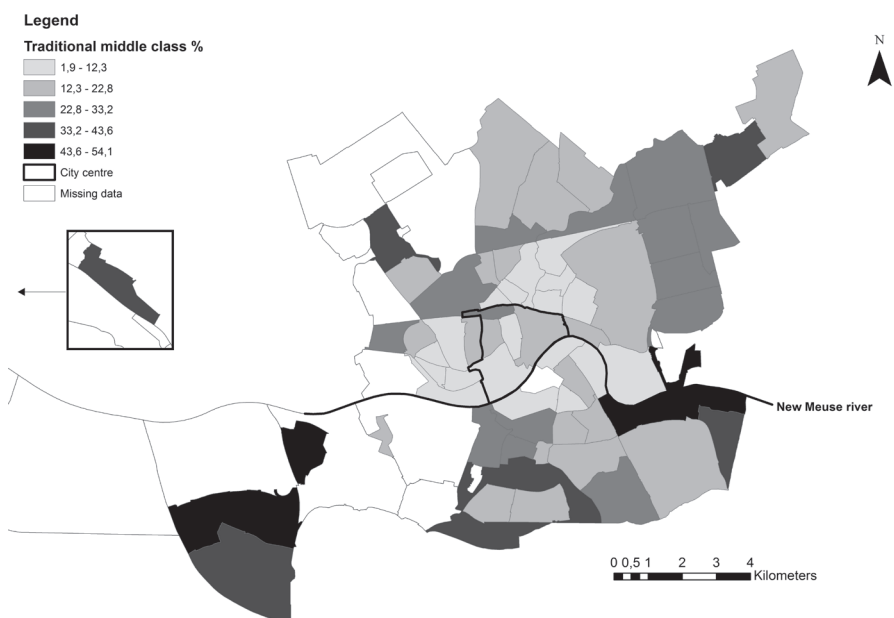 Legend
Traditional middle class %
1,9 - 12,3
12,3 - 22,8
22,8 - 33,2
33,2 - 43,6
43,6 - 54,1
City centre
Missing data
N
New Meuse river
0 0,5 1 2 3 4
Kilometers